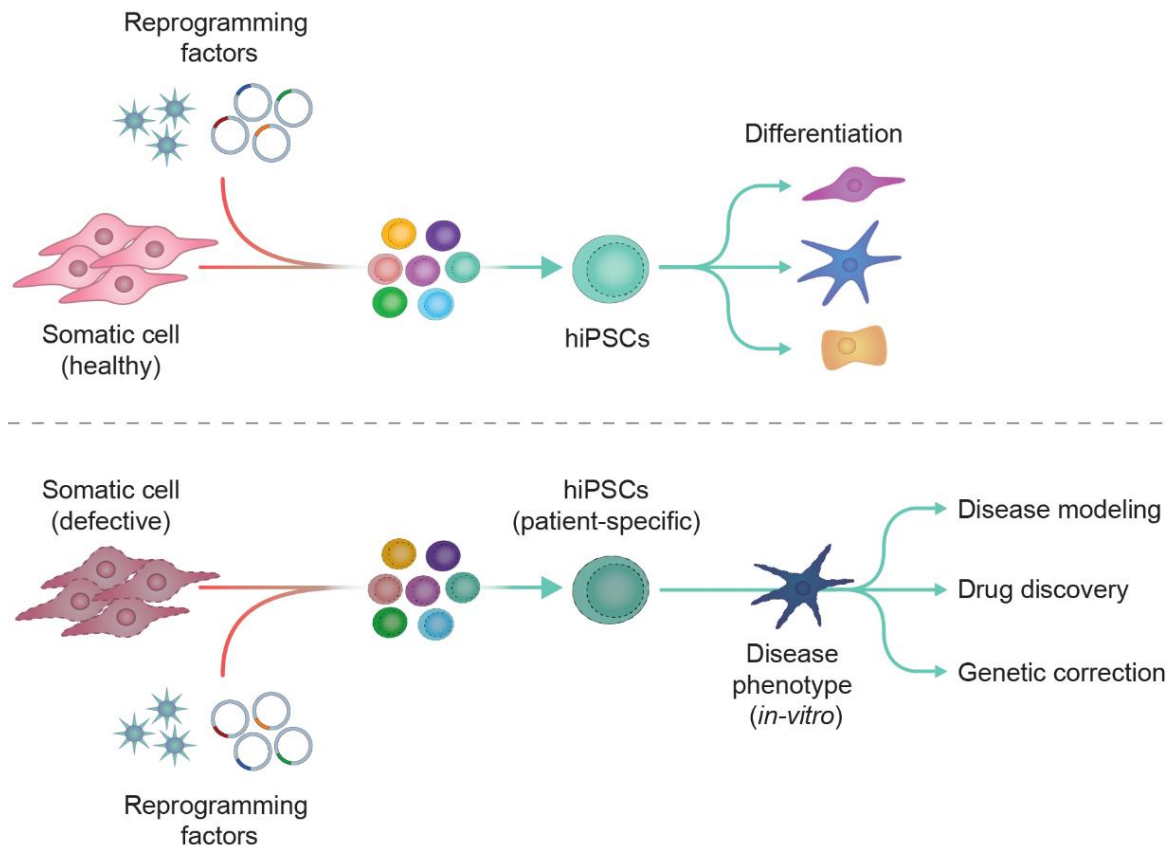 Reprogramming
factors
Differentiation
Somatic cell
(healthy)
hiPSCs
Somatic cell
(defective)
hiPSCs
(patient-specific)
Disease modeling
Drug discovery
Genetic correction
Disease
phenotype
(in-vitro)
Reprogramming
factors